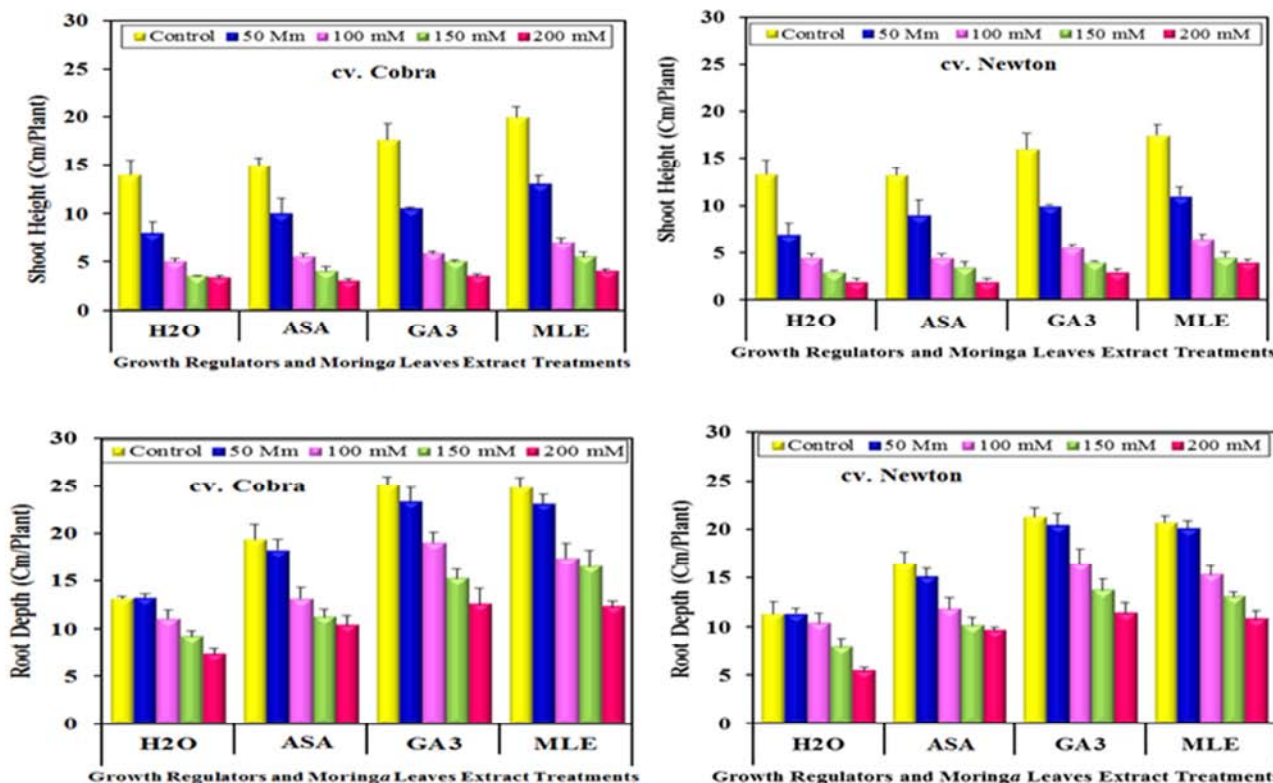 30
25
20
15
10
5
0
Shoot Height (Cm/Plant)
Control 50 Mm 100 mM 150 mM 200 mM
cv. Cobra
H2O ASA GA3 MLE
Growth Regulators and Moringa Leaves Extract Treatments
30
25
20
15
10
5
0
Shoot Height (Cm/Plant)
Control 50 Mm 100 mM 150 mM 200 mM
cv. Newton
H2O ASA GA3 MLE
Growth Regulators and Moringa Leaves Extract Treatments
30
25
20
15
10
5
0
Root Depth (Cm/Plant)
Control 50 Mm 100 mM 150 mM 200 mM
cv. Cobra
H2O ASA GA3 MLE
Growth Regulators and Moringa Leaves Extract Treatments
30
25
20
15
10
5
0
Root Depth (Cm/Plant)
Control 50 Mm 100 mM 150 mM 200 mM
cv. Newton
H2O ASA GA3 MLE
Growth Regulators and Moringa Leaves Extract Treatments